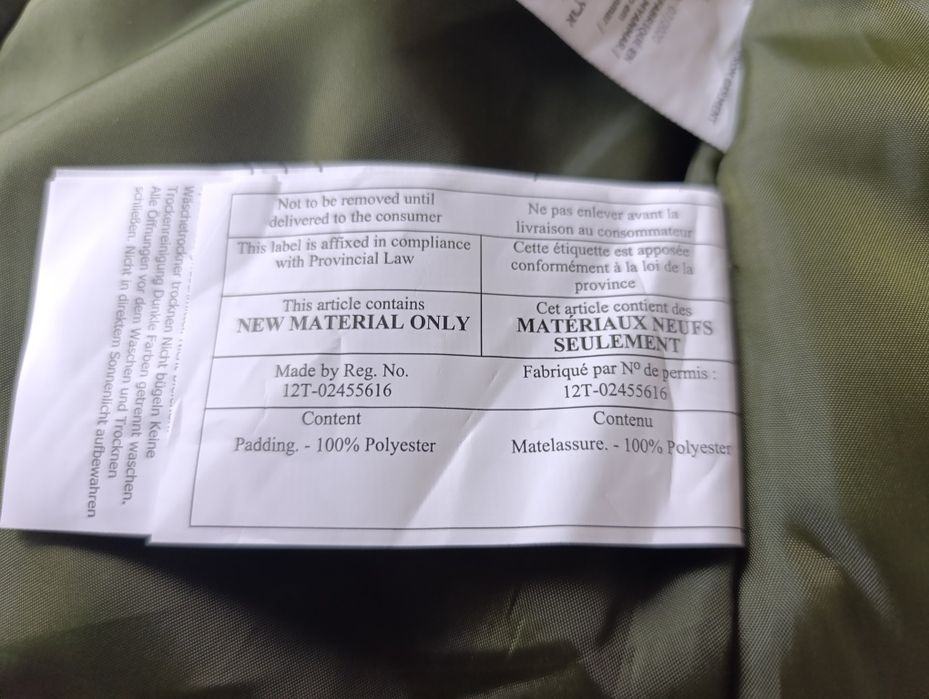 Not to be removed until
delivered to the consumer
Ne pas enlever avant la
livraison au consommateur
This label is affixed in compliance
with Provincial Law
Cette étiquette est apposée
conformément à la loi de la
province
This article contains
NEW MATERIAL ONLY
Cet article contient des
MATÉRIAUX NEUFS
SEULEMENT
Made by Reg. No.
12T-02455616
Fabriqué par Nº de permis :
12T-02455616
Content
Padding. - 100% Polyester
Contenu
Matelassure. - 100% Polyester
Wäschetrockner trocknen Nicht
Trockenreinigung Dunkle Farben getrennt waschen.
Alle Öffnungen vor dem Waschen und Trocknen
schließen. Nicht in direktem Sonnenlicht aufbewahren